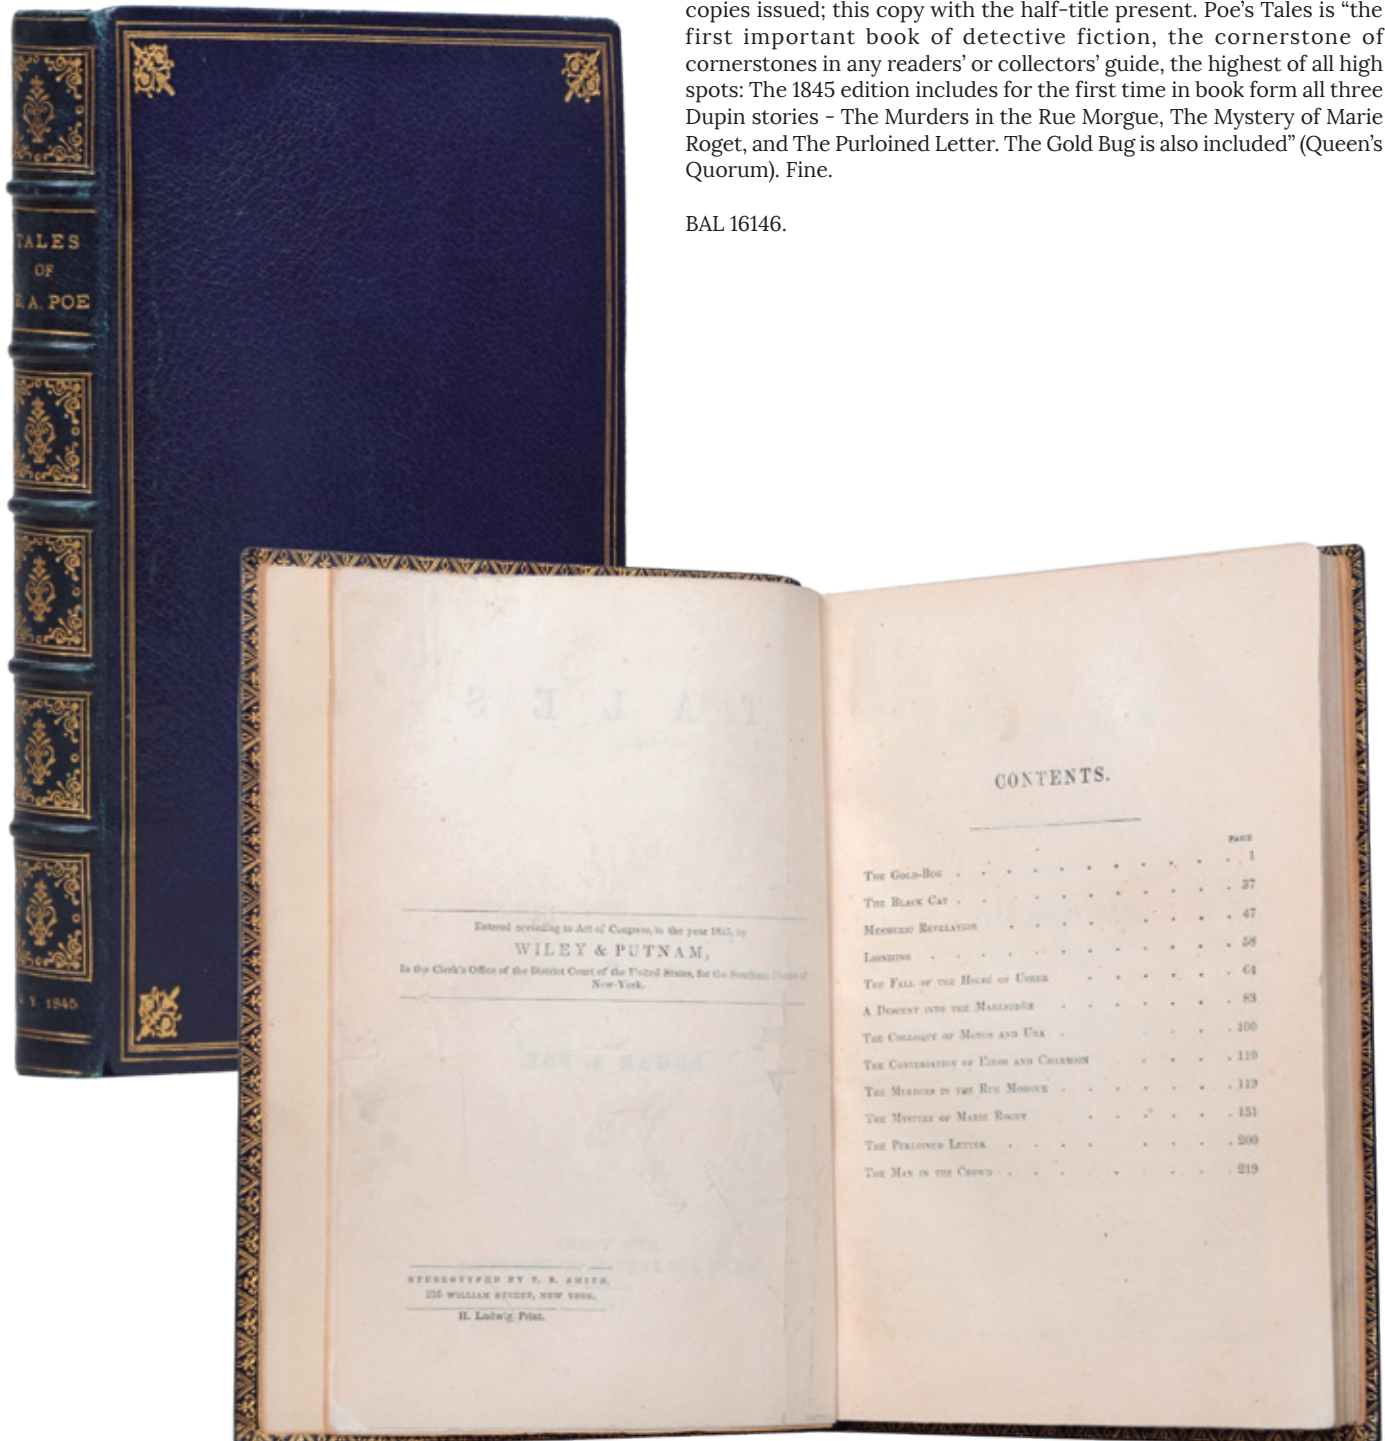 copies issued; this copy with the half-title present. Poe’s Tales is “the
first important book of detective fiction, the cornerstone of
cornerstones in any readers’ or collectors’ guide, the highest of all high
spots: The 1845 edition includes for the first time in book form all three
Dupin stories - The Murders in the Rue Morgue, The Mystery of Marie
Roget, and The Purloined Letter. The Gold Bug is also included” (Queen’s
Quorum). Fine.
BAL 16146.
TALES
OF
E. A. POE
Y. 1845
TALES
Entered according to Act of Congress, in the year 1845, by
WILEY & PUTNAM,
In the Clerk's Office of the District Court of the United States, for the Southern District of
New-York.
EDGAR A. POE
STEREOTYPED BY T. B. SMITH,
216 WILLIAM STREET, NEW YORK.
H. Ludwig, Print.
CONTENTS.
PAGE
The Gold-Bug . . . . . . . . . . . 1
The Black Cat . . . . . . . . . . . 37
Mesmeric Revelation . . . . . . . . 47
Lionizing . . . . . . . . . . . . 58
The Fall of the House of Usher . . . . . . 64
A Descent into the Maelström . . . . . . . 83
The Colloquy of Monos and Una . . . . . . 100
The Conversation of Eiros and Charmion . . . . 110
The Murders in the Rue Morgue . . . . . . . 119
The Mystery of Marie Roget . . . . . . 151
The Purloined Letter . . . . . . . . . 200
The Man in the Crowd . . . . . . . . . 219